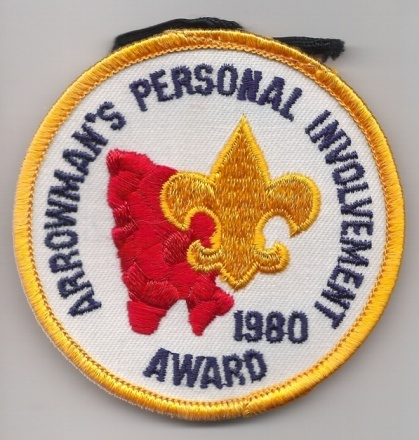 ARROWMAN'S PERSONAL INVOLVEMENT
1980
AWARD